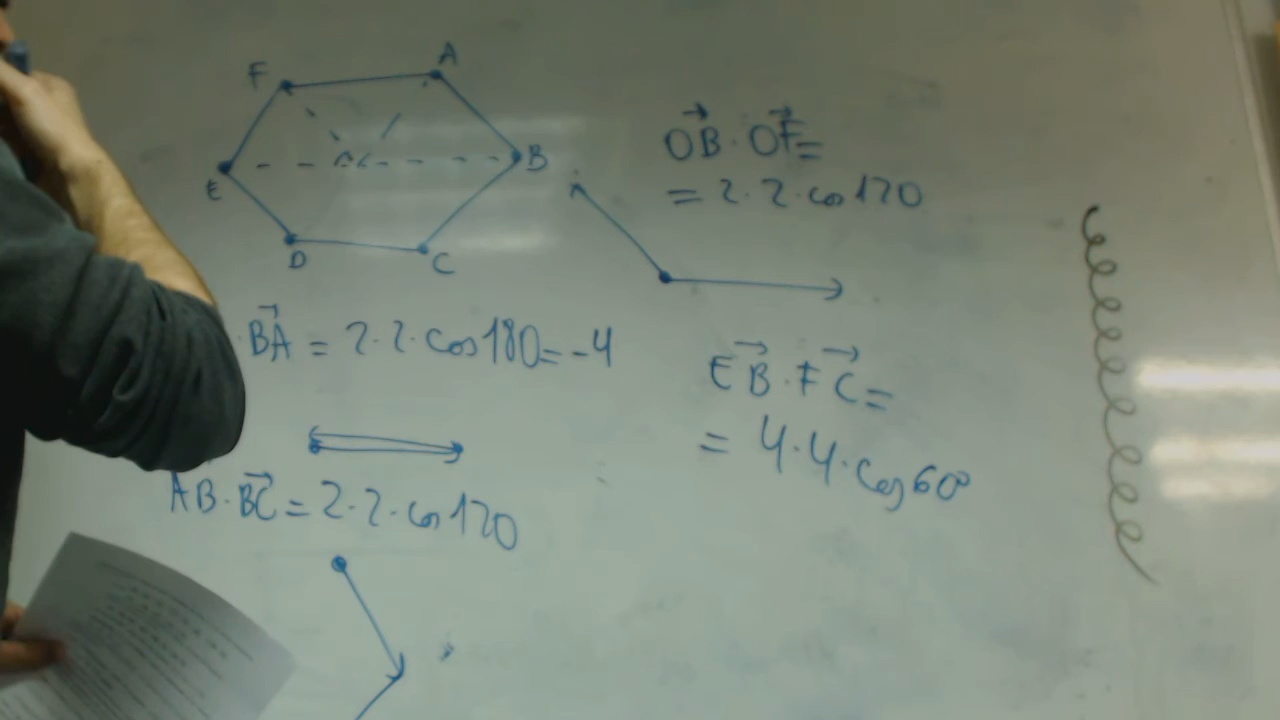 F
A
E
B
D
C
OB · OF =
= 2·2·cos 120
· BA = 2·2· cos 180 = -4
EB · FC =
= 4·4· cos 60°
AB · BC = 2·2· cos 120